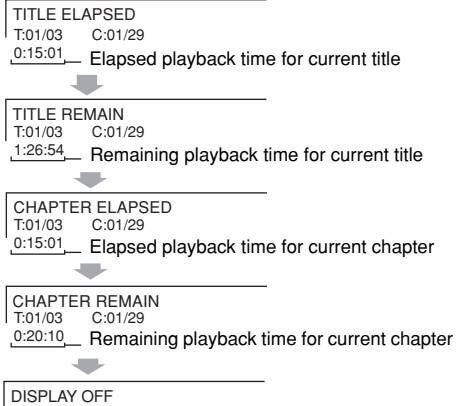 TITLE ELAPSED
T:01/03 C:01/29
0:15:01 Elapsed playback time for current title
TITLE REMAIN
T:01/03 C:01/29
1:26:54 Remaining playback time for current title
CHAPTER ELAPSED
T:01/03 C:01/29
0:15:01 Elapsed playback time for current chapter
CHAPTER REMAIN
T:01/03 C:01/29
0:20:10 Remaining playback time for current chapter
DISPLAY OFF